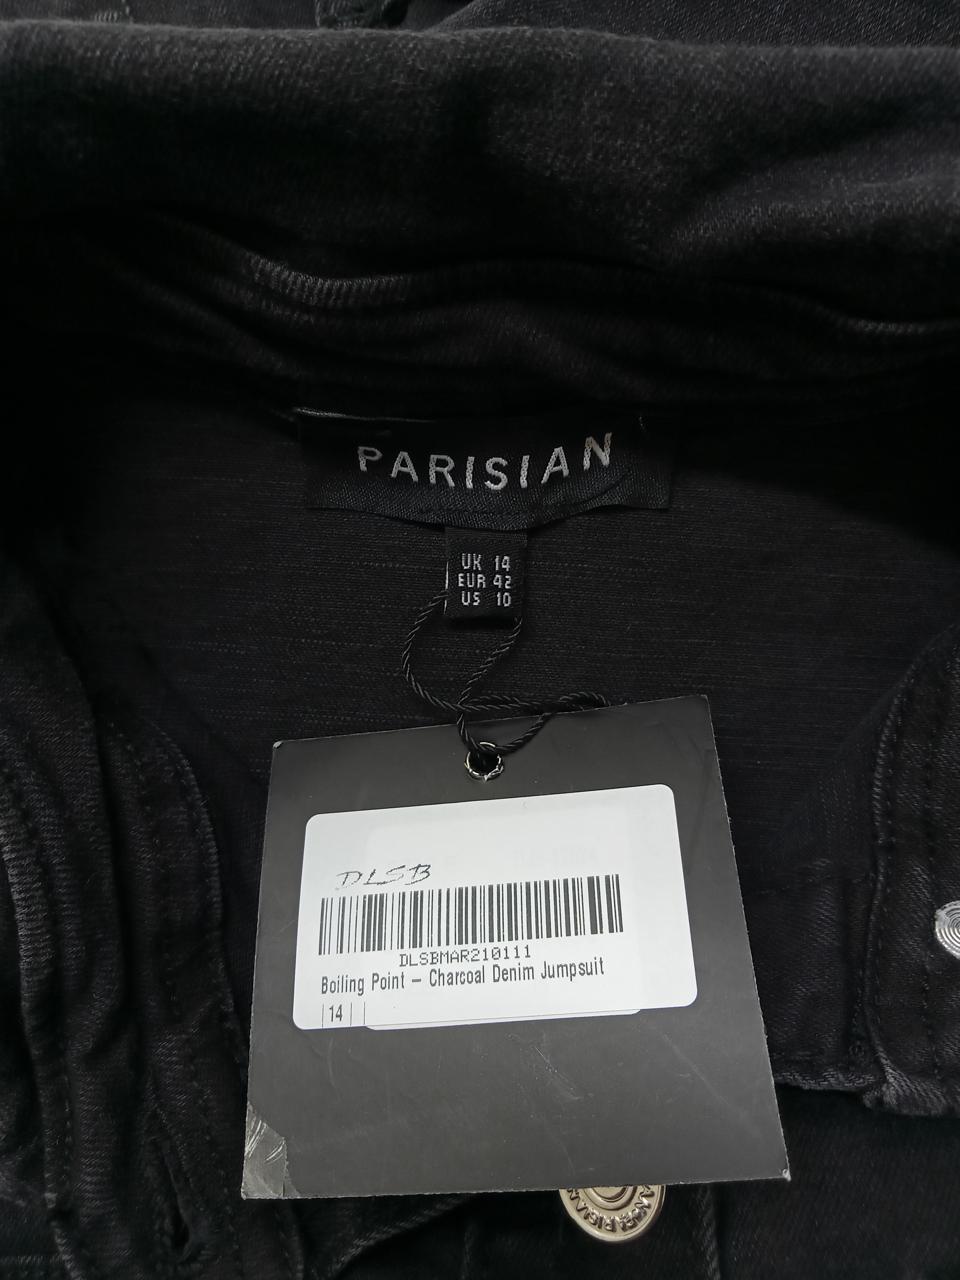 PARISIAN
UK 14
EUR 42
US 10
DLSB
DLSBMAR210111
Boiling Point – Charcoal Denim Jumpsuit
14